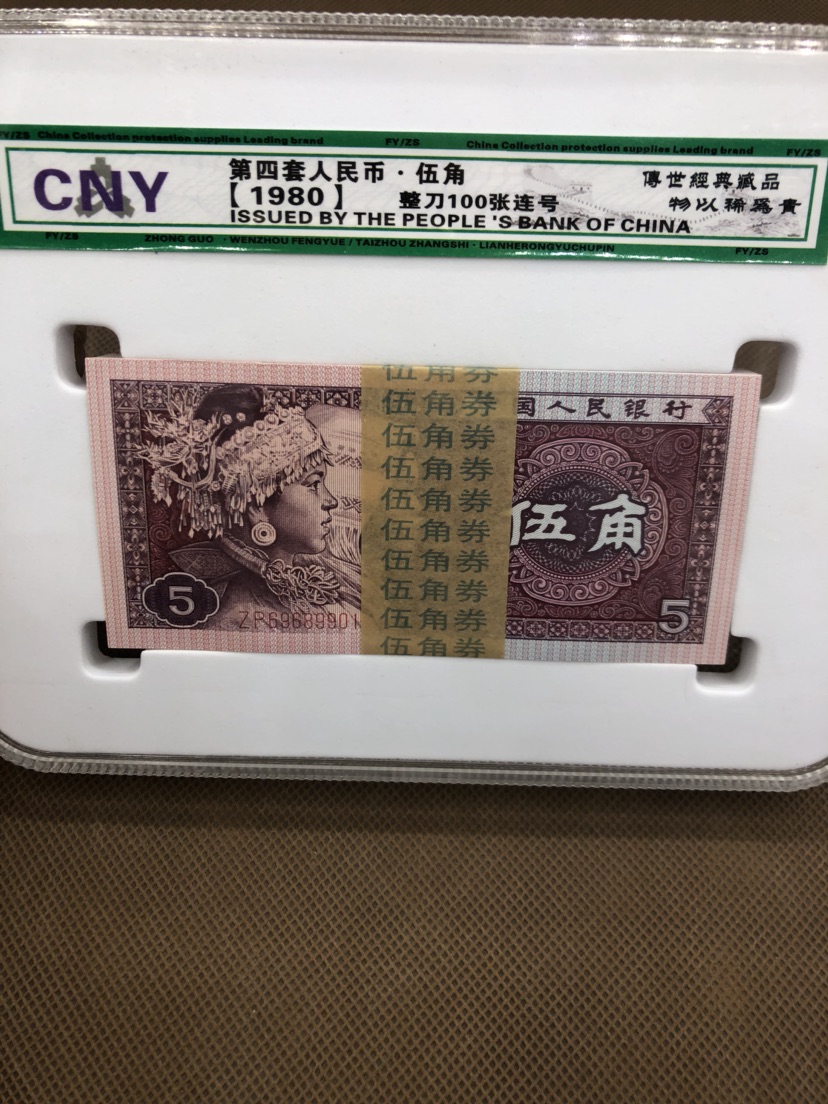 FY/ZS China Collection protection supplies Leading brand FY/ZS China Collection protection supplies Leading brand FY/ZS
CNY
第四套人民币·伍角
【1980】 整刀100张连号
ISSUED BY THE PEOPLE 'S BANK OF CHINA
傳世經典藏品
物以稀爲貴
FY/ZS ZHONG GUO · WENZHOU FENGYUE / TAIZHOU ZHANGSHI · LIANHERONGYUCHUPIN FY/ZS
伍角券
伍角券
伍角券
伍角券
伍角券
伍角券
伍角券
伍角券
伍角券
伍角券
国人民银行
伍角
5
ZP69689901
5